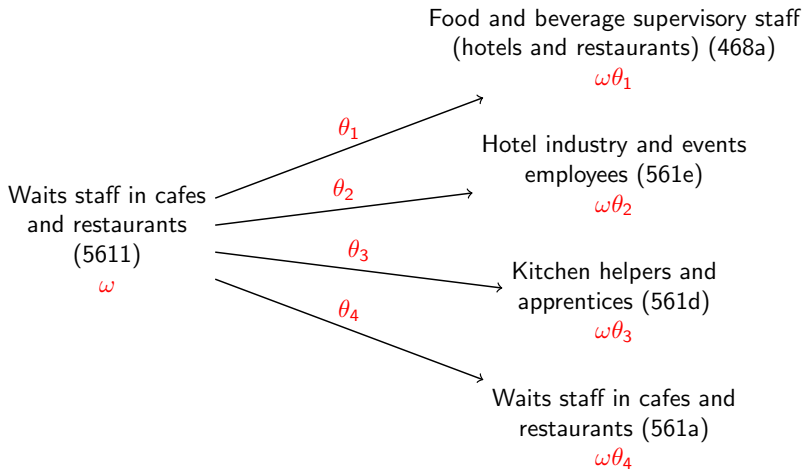 Food and beverage supervisory staff
(hotels and restaurants) (468a)
ωθ₁
θ₁
Hotel industry and events
employees (561e)
ωθ₂
θ₂
Waits staff in cafes
and restaurants
(5611)
ω
θ₃
Kitchen helpers and
apprentices (561d)
ωθ₃
θ₄
Waits staff in cafes and
restaurants (561a)
ωθ₄